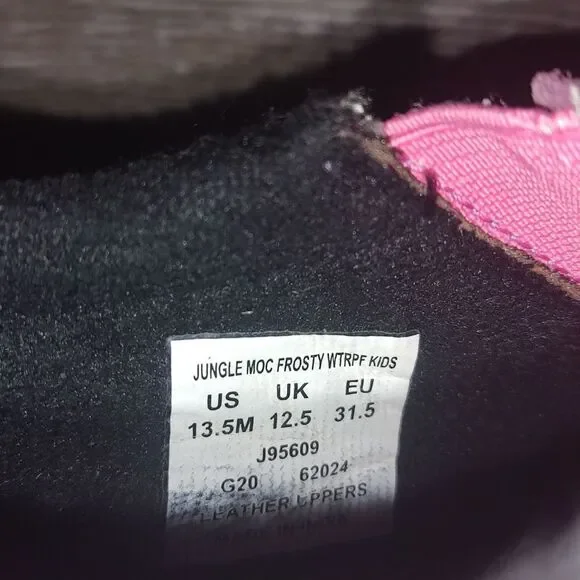 JUNGLE MOC FROSTY WTRPF KIDS
US UK EU
13.5M 12.5 31.5
J95609
G20 62024
LEATHER UPPERS